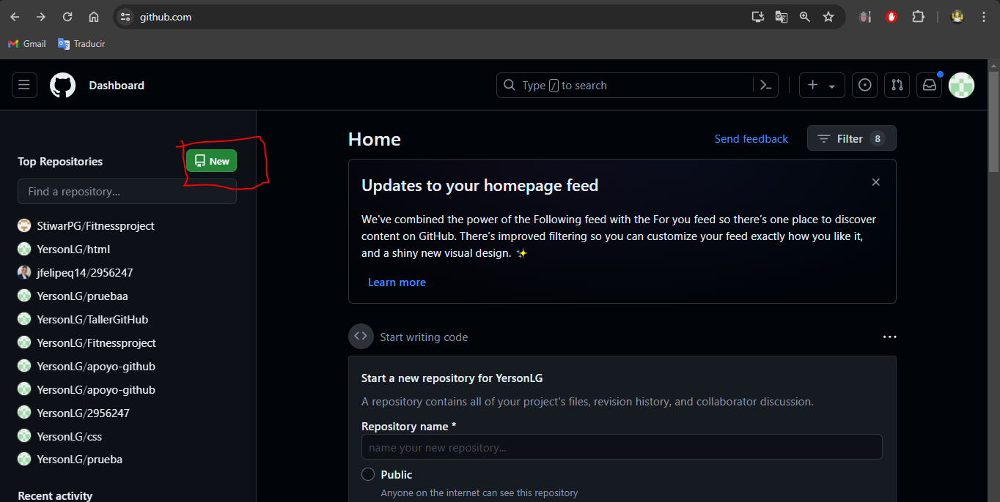 github.com
Gmail
Traducir
Dashboard
Type / to search
Top Repositories
New
Find a repository...
StiwarPG/Fitnessproject
YersonLG/html
jfelipeq14/2956247
YersonLG/pruebaa
YersonLG/TallerGitHub
YersonLG/Fitnessproject
YersonLG/apoyo-github
YersonLG/apoyo-github
YersonLG/2956247
YersonLG/css
YersonLG/prueba
Recent activity
Home
Send feedback
Filter 8
Updates to your homepage feed
We've combined the power of the Following feed with the For you feed so there's one place to discover
content on GitHub. There's improved filtering so you can customize your feed exactly how you like it,
and a shiny new visual design. ✨
Learn more
Start writing code
Start a new repository for YersonLG
A repository contains all of your project's files, revision history, and collaborator discussion.
Repository name *
name your new repository...
Public
Anyone on the internet can see this repository